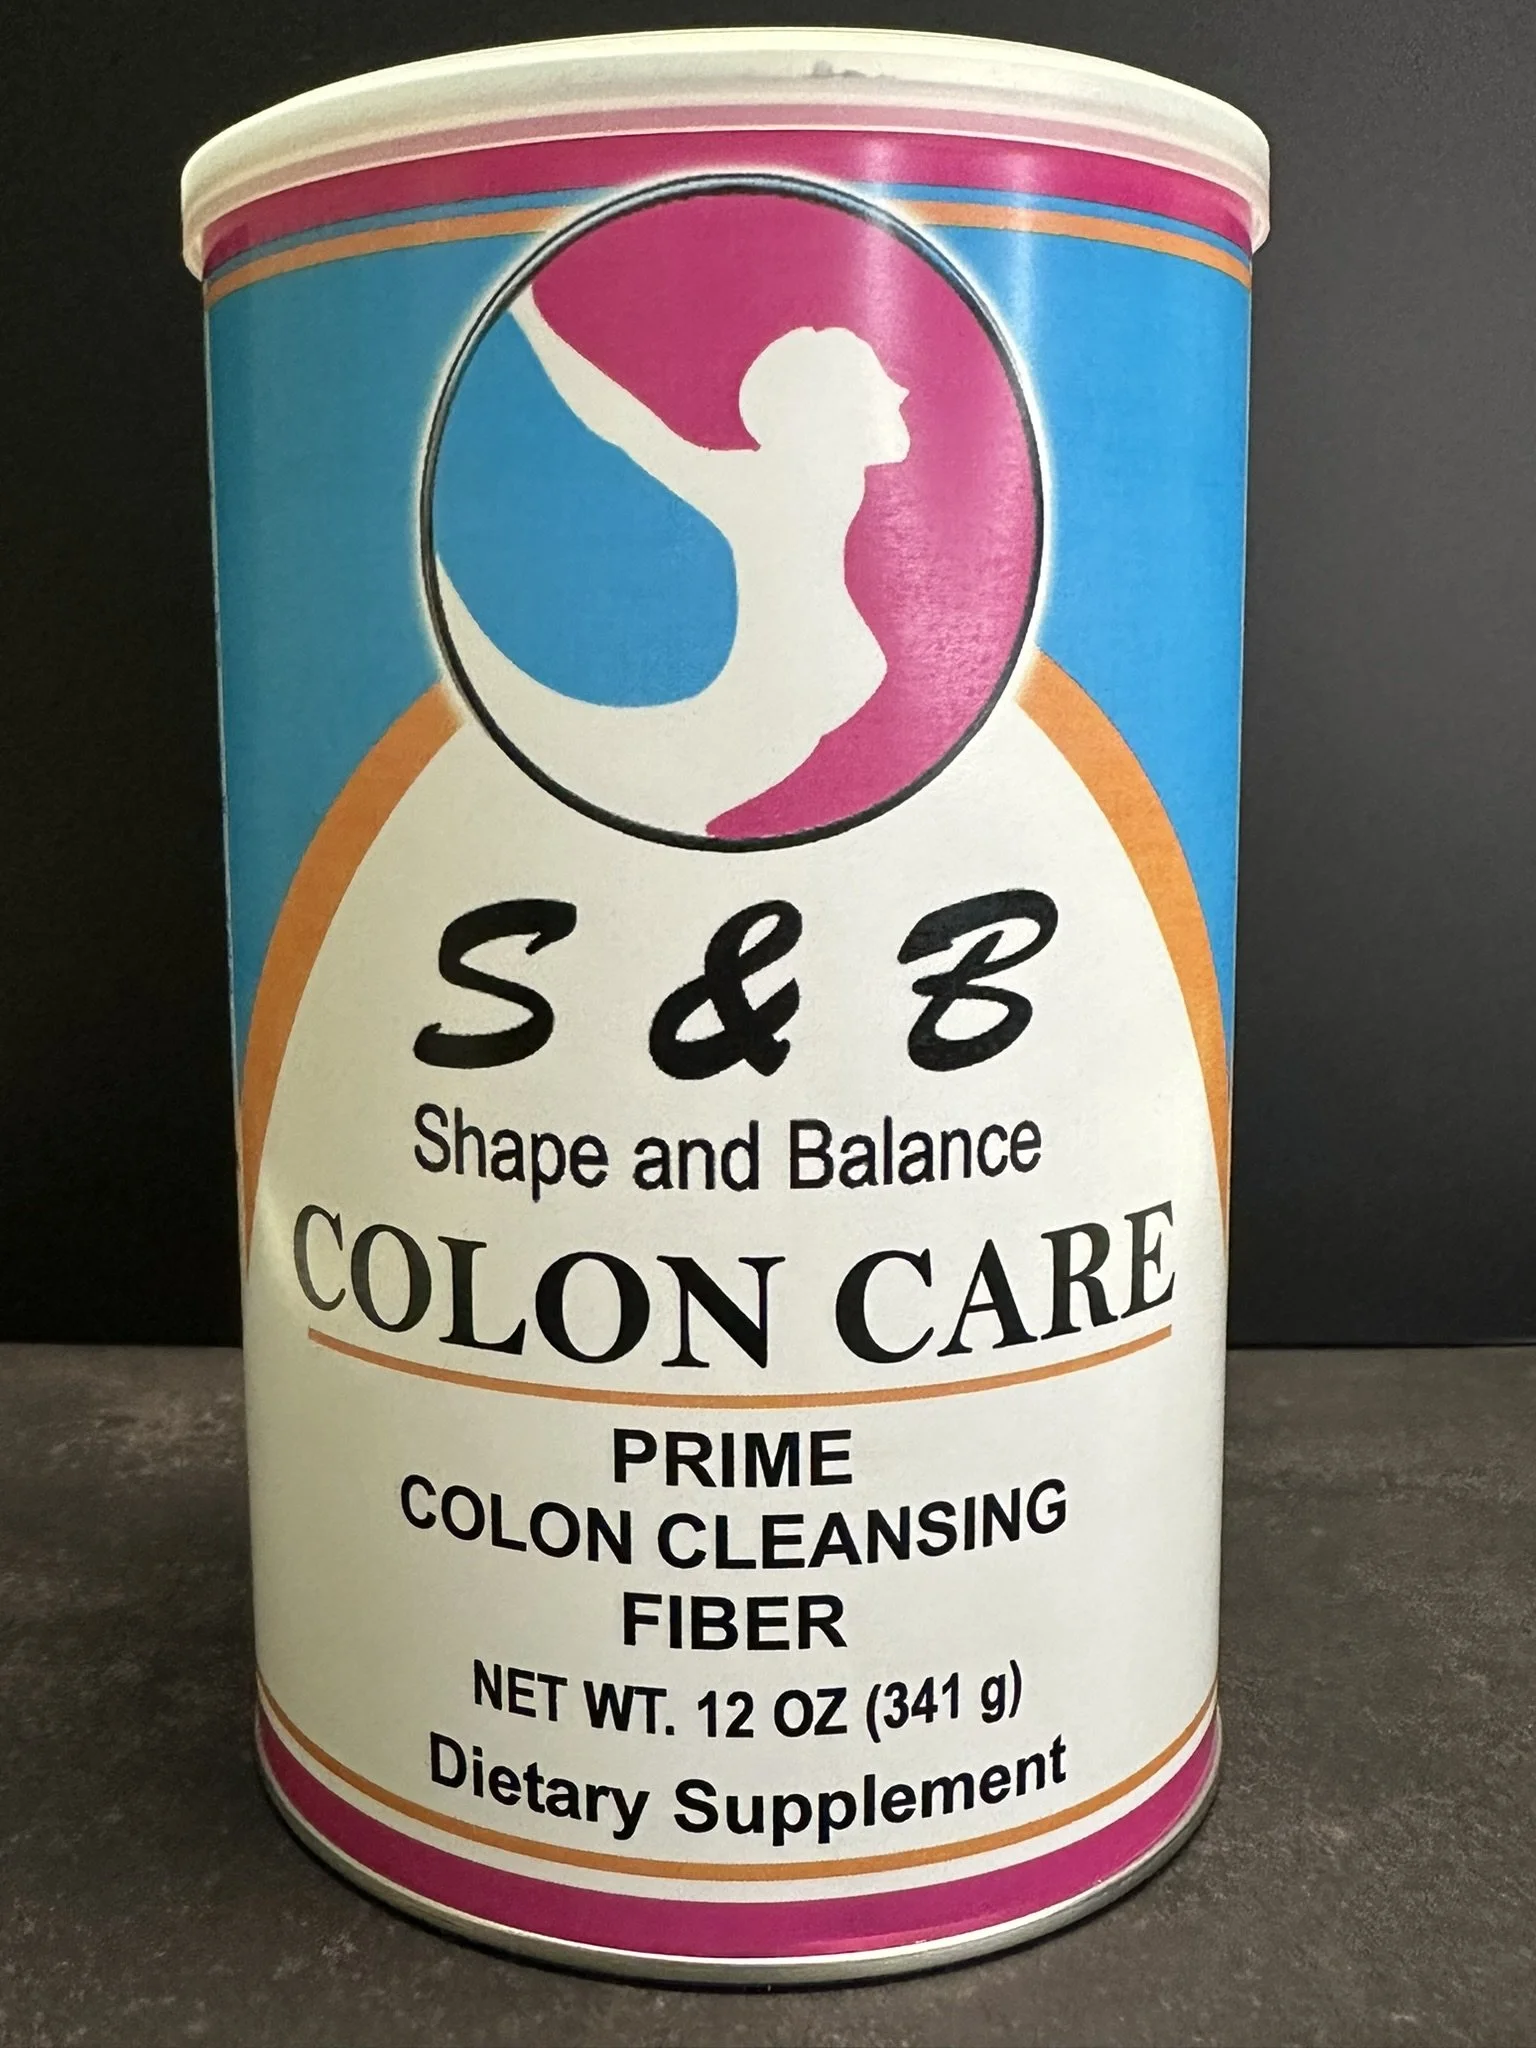 S & B
Shape and Balance
COLON CARE
PRIME
COLON CLEANSING
FIBER
NET WT. 12 OZ (341 g)
Dietary Supplement